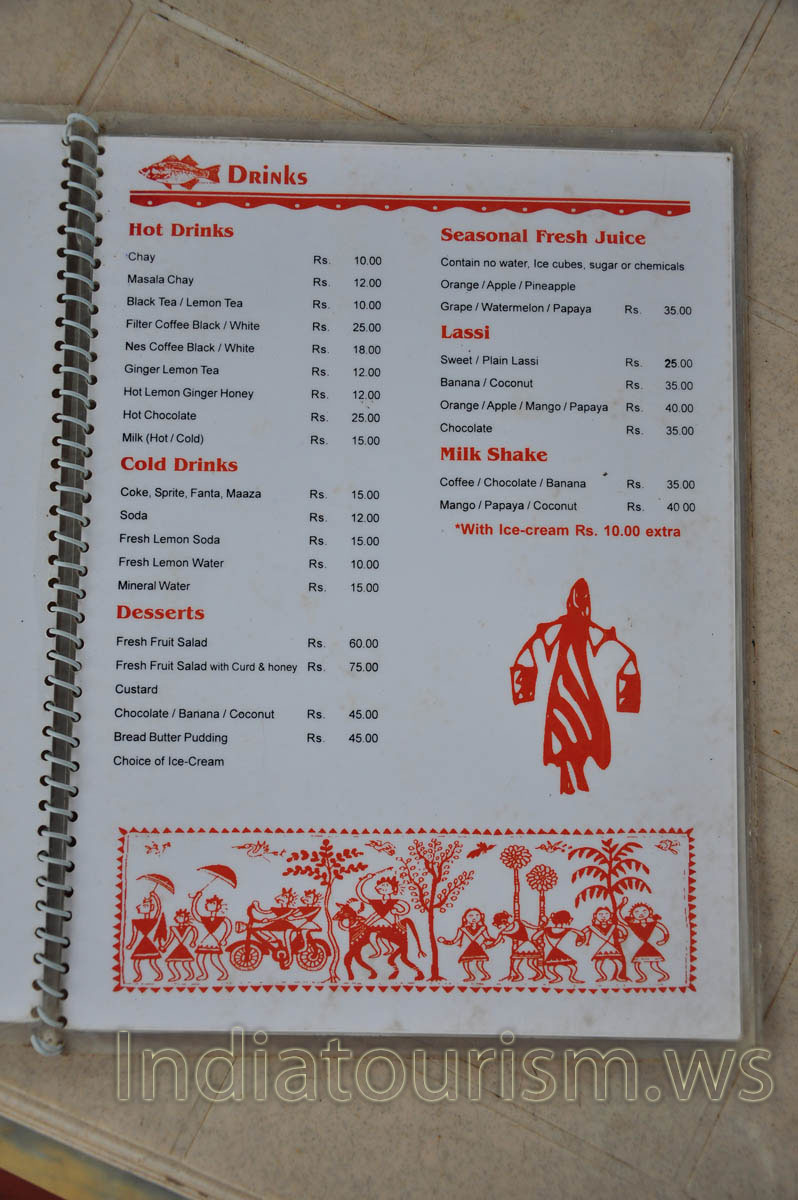 Drinks
Hot Drinks
Chay Rs. 10.00
Masala Chay Rs. 12.00
Black Tea / Lemon Tea Rs. 10.00
Filter Coffee Black / White Rs. 25.00
Nes Coffee Black / White Rs. 18.00
Ginger Lemon Tea Rs. 12.00
Hot Lemon Ginger Honey Rs. 12.00
Hot Chocolate Rs. 25.00
Milk (Hot / Cold) Rs. 15.00
Cold Drinks
Coke, Sprite, Fanta, Maaza Rs. 15.00
Soda Rs. 12.00
Fresh Lemon Soda Rs. 15.00
Fresh Lemon Water Rs. 10.00
Mineral Water Rs. 15.00
Desserts
Fresh Fruit Salad Rs. 60.00
Fresh Fruit Salad with Curd & honey Rs. 75.00
Custard
Chocolate / Banana / Coconut Rs. 45.00
Bread Butter Pudding Rs. 45.00
Choice of Ice-Cream
Seasonal Fresh Juice
Contain no water, Ice cubes, sugar or chemicals
Orange / Apple / Pineapple
Grape / Watermelon / Papaya Rs. 35.00
Lassi
Sweet / Plain Lassi Rs. 25.00
Banana / Coconut Rs. 35.00
Orange / Apple / Mango / Papaya Rs. 40.00
Chocolate Rs. 35.00
Milk Shake
Coffee / Chocolate / Banana Rs. 35.00
Mango / Papaya / Coconut Rs. 40.00
*With Ice-cream Rs. 10.00 extra
Indiatourism.ws